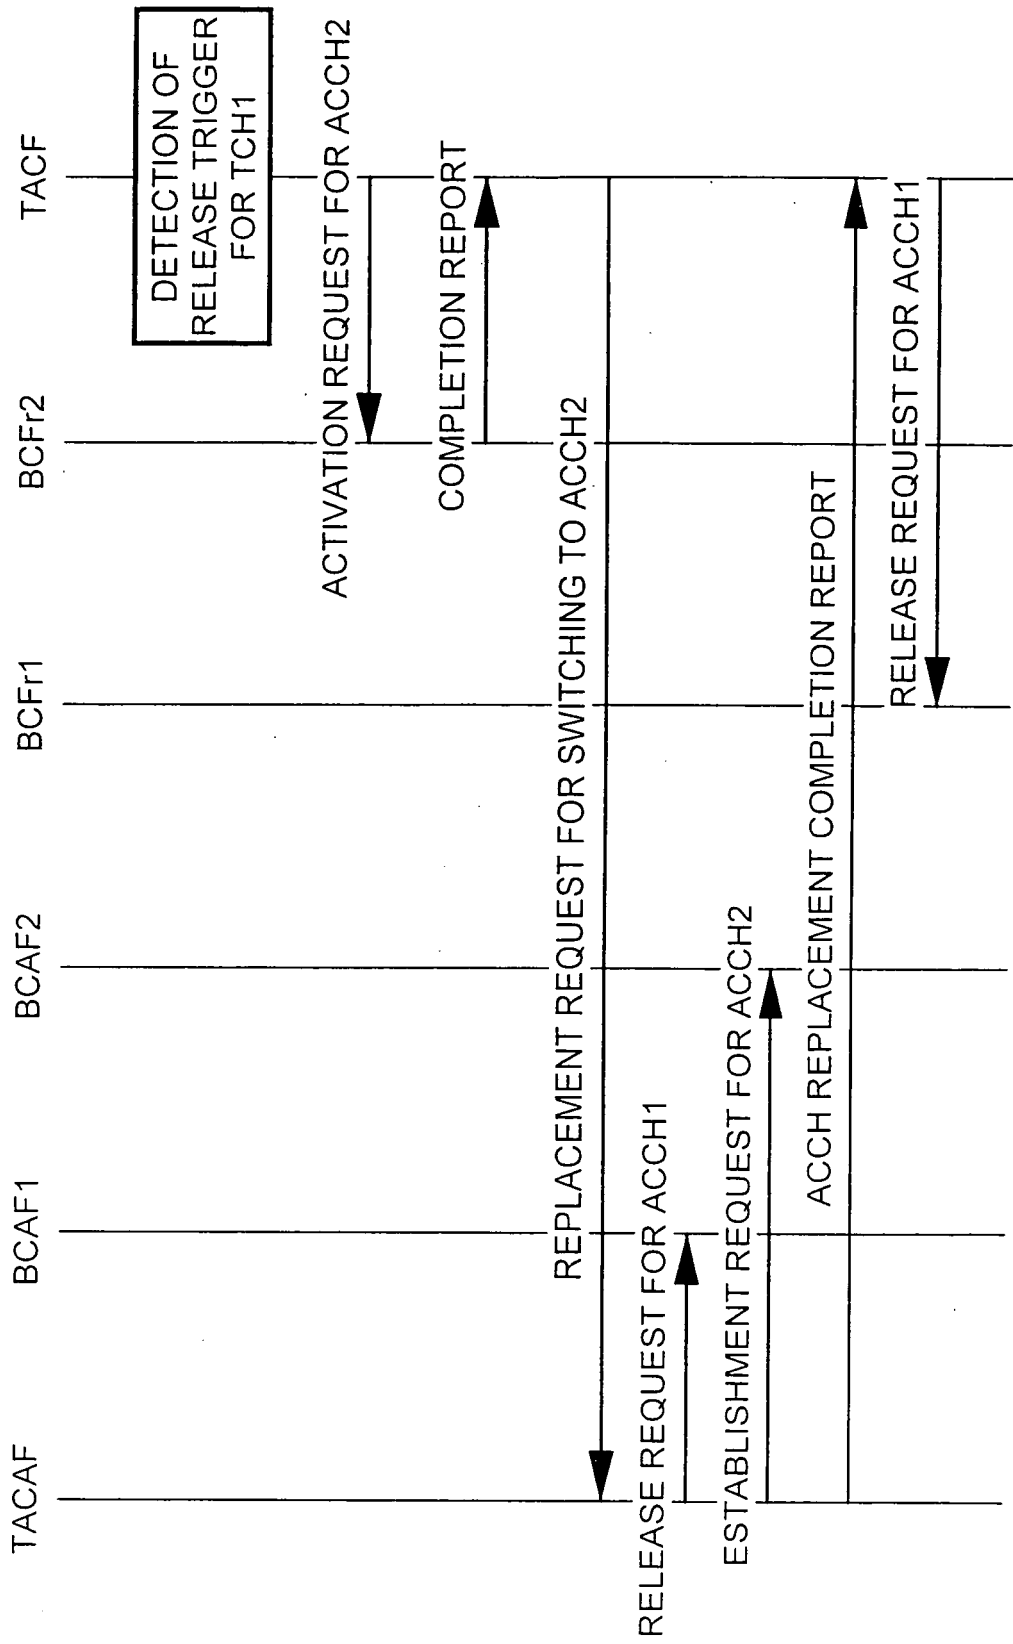 TACAF
BCAF1
BCAF2
BCFr1
BCFr2
TACF
DETECTION OF
RELEASE TRIGGER
FOR TCH1
ACTIVATION REQUEST FOR ACCH2
COMPLETION REPORT
REPLACEMENT REQUEST FOR SWITCHING TO ACCH2
RELEASE REQUEST FOR ACCH1
ESTABLISHMENT REQUEST FOR ACCH2
ACCH REPLACEMENT COMPLETION REPORT
RELEASE REQUEST FOR ACCH1